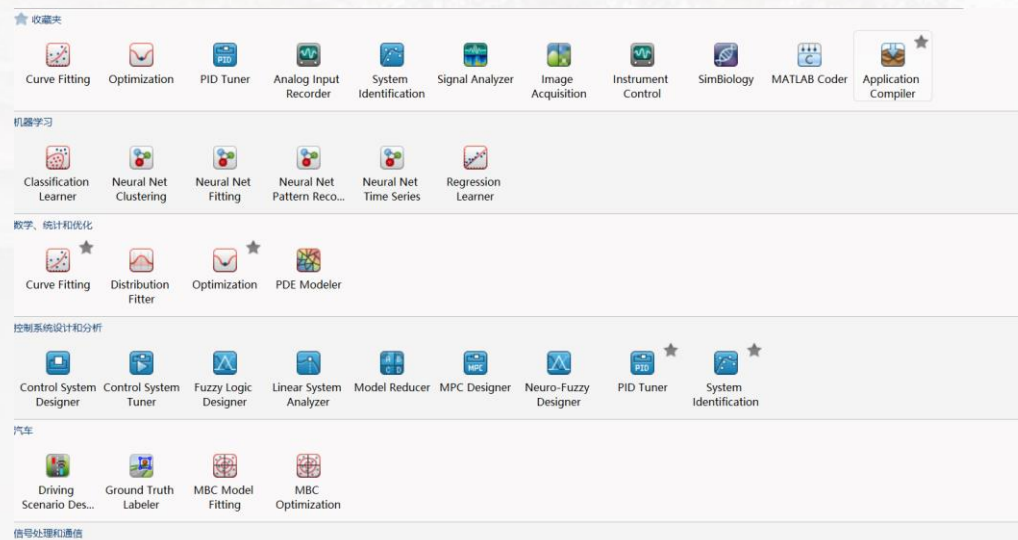 收藏夹
Curve Fitting Optimization PID Tuner Analog Input Recorder System Identification Signal Analyzer Image Acquisition Instrument Control SimBiology MATLAB Coder Application Compiler
机器学习
Classification Learner Neural Net Clustering Neural Net Fitting Neural Net Pattern Reco... Neural Net Time Series Regression Learner
数学、统计和优化
Curve Fitting Distribution Fitter Optimization PDE Modeler
控制系统设计和分析
Control System Designer Control System Tuner Fuzzy Logic Designer Linear System Analyzer Model Reducer MPC Designer Neuro-Fuzzy Designer PID Tuner System Identification
汽车
Driving Scenario Des... Ground Truth Labeler MBC Model Fitting MBC Optimization
信号处理和通信